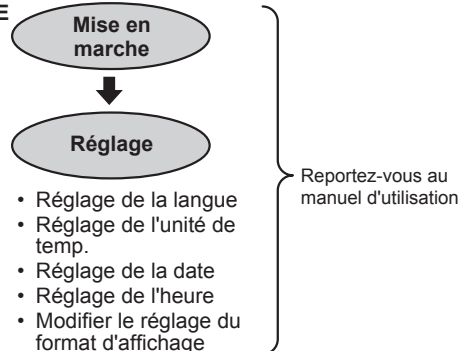 E
Mise en
marche
Réglage
• Réglage de la langue
• Réglage de l'unité de
temp.
• Réglage de la date
• Réglage de l'heure
• Modifier le réglage du
format d'affichage
Reportez-vous au
manuel d'utilisation